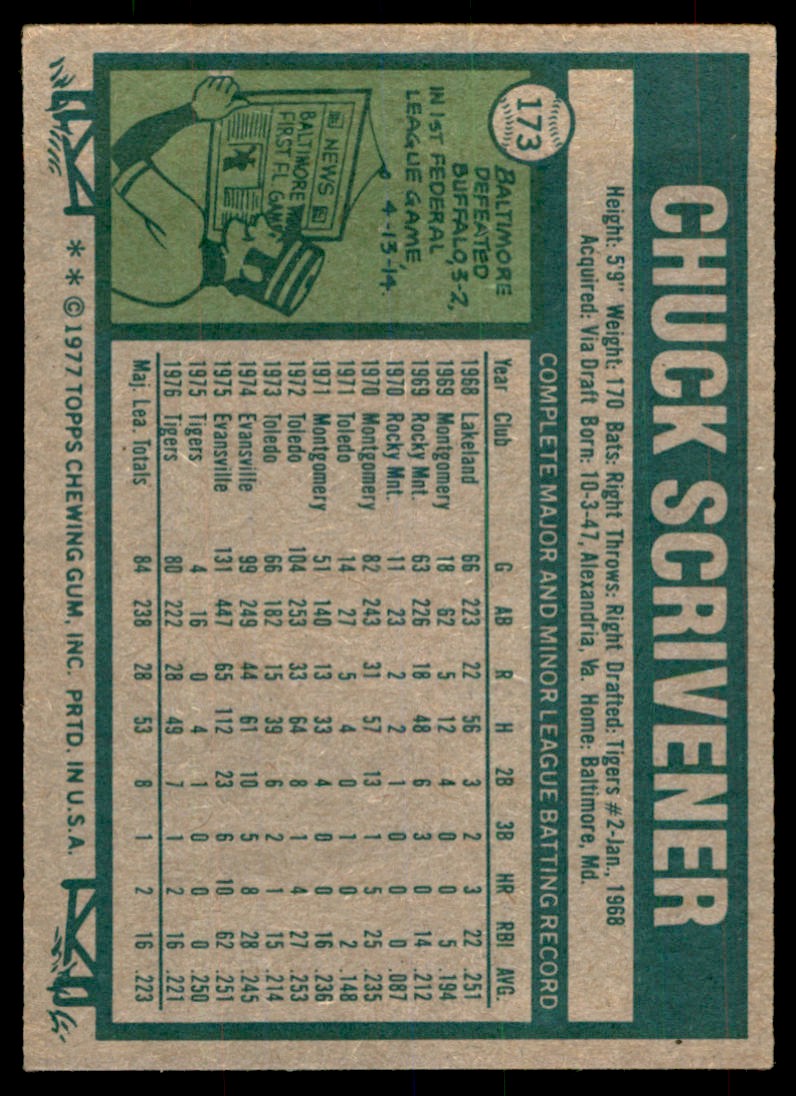 173
CHUCK SCRIVENER
Height: 5'9" Weight: 170 Bats: Right Throws: Right Drafted: Tigers #2-Jan., 1968
Acquired: Via Draft Born: 10-3-47, Alexandria, Va. Home: Baltimore, Md.
BALTIMORE
DEFEATED
BUFFALO, 3-2,
IN 1ST FEDERAL
LEAGUE GAME,
4-13-14.
NEWS
BALTIMORE
FIRST FL GAME
COMPLETE MAJOR AND MINOR LEAGUE BATTING RECORD
Year Club G AB R H 2B 3B HR RBI AVG.
1968 Lakeland 66 223 22 56 3 2 3 22 .251
1969 Montgomery 18 62 5 12 4 0 0 5 .194
1969 Rocky Mnt. 63 226 18 48 6 3 0 14 .212
1970 Rocky Mnt. 11 23 2 2 1 0 0 0 .087
1970 Montgomery 82 243 31 57 13 1 5 25 .235
1971 Toledo 14 27 5 4 0 1 0 2 .148
1971 Montgomery 51 140 13 33 4 0 0 16 .236
1972 Toledo 104 253 33 64 8 1 4 27 .253
1973 Toledo 66 182 15 39 6 2 1 15 .214
1974 Evansville 99 249 44 61 10 5 8 28 .245
1975 Evansville 131 447 65 112 23 6 10 62 .251
1975 Tigers 4 16 0 4 1 0 0 0 .250
1976 Tigers 80 222 28 49 7 1 2 16 .221
Maj. Lea. Totals 84 238 28 53 8 1 2 16 .223
* * © 1977 TOPPS CHEWING GUM, INC. PRTD. IN U.S.A.